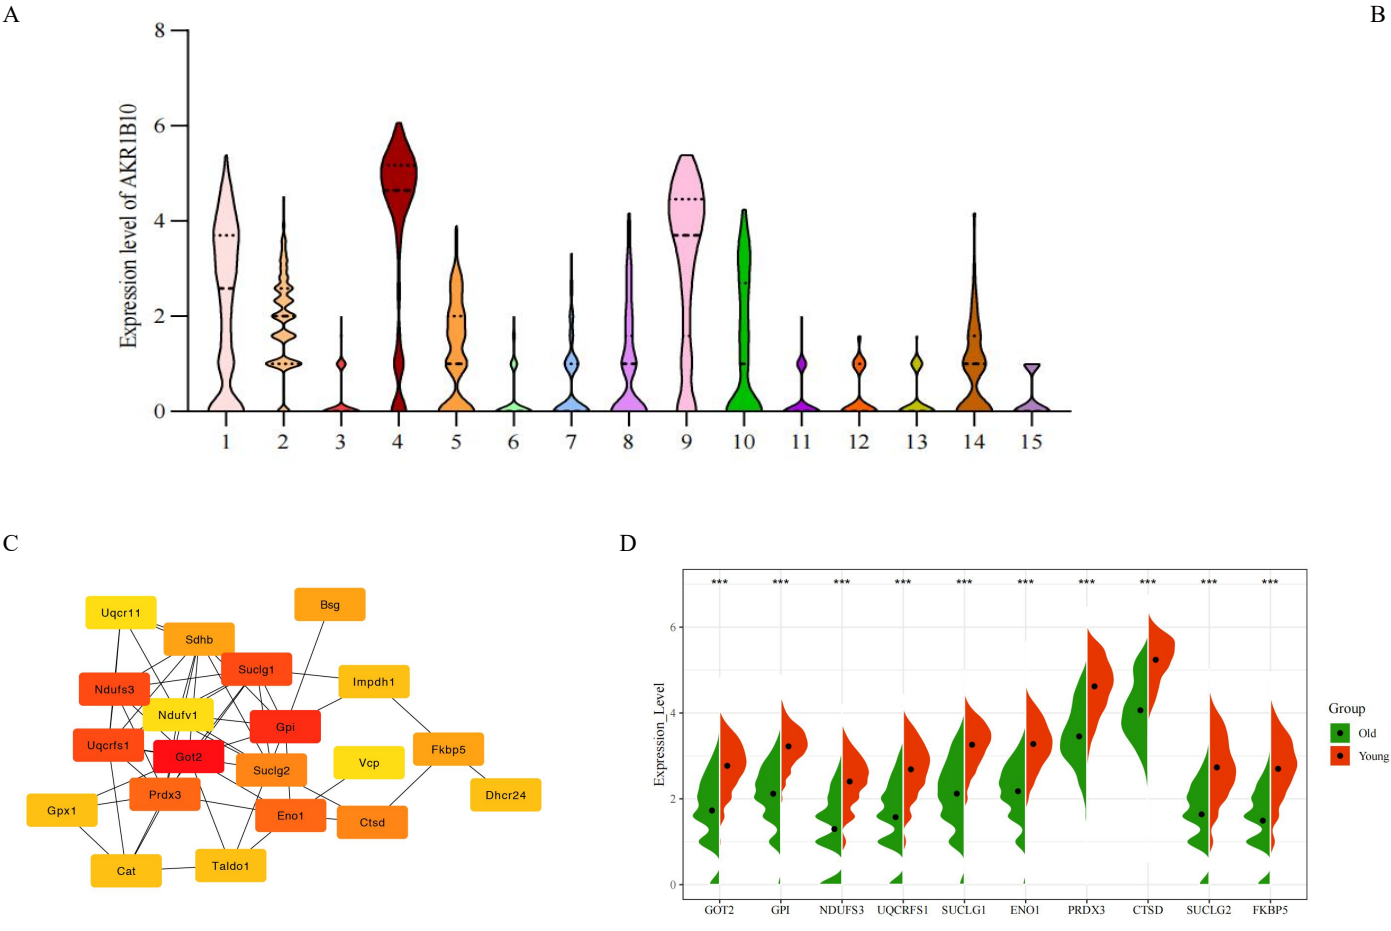 A
B
8
6
4
2
0
Expression level of AKR1B10
1 2 3 4 5 6 7 8 9 10 11 12 13 14 15
C
D
Uqcr11
Bsg
Sdhb
Suclg1
Impdh1
Ndufs3
Ndufv1
Gpi
Uqcrfs1
Got2
Fkbp5
Vcp
Suclg2
Dhcr24
Prdx3
Gpx1
Eno1
Ctsd
Cat
Taldo1
*** *** *** *** *** *** *** *** *** ***
6
4
2
0
Expression_Level
GOT2 GPI NDUFS3 UQCRFS1 SUCLG1 ENO1 PRDX3 CTSD SUCLG2 FKBP5
Group
Old
Young